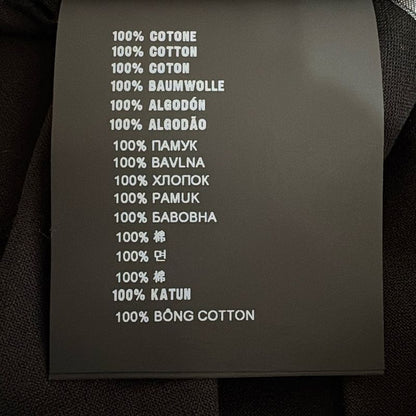 100% COTONE
100% COTTON
100% COTON
100% BAUMWOLLE
100% ALGODÓN
100% ALGODÃO
100% ПАМУК
100% BAVLNA
100% ХЛОПОК
100% PAMUK
100% БАВОВНА
100% 棉
100% 면
100% 棉
100% KATUN
100% BÔNG COTTON